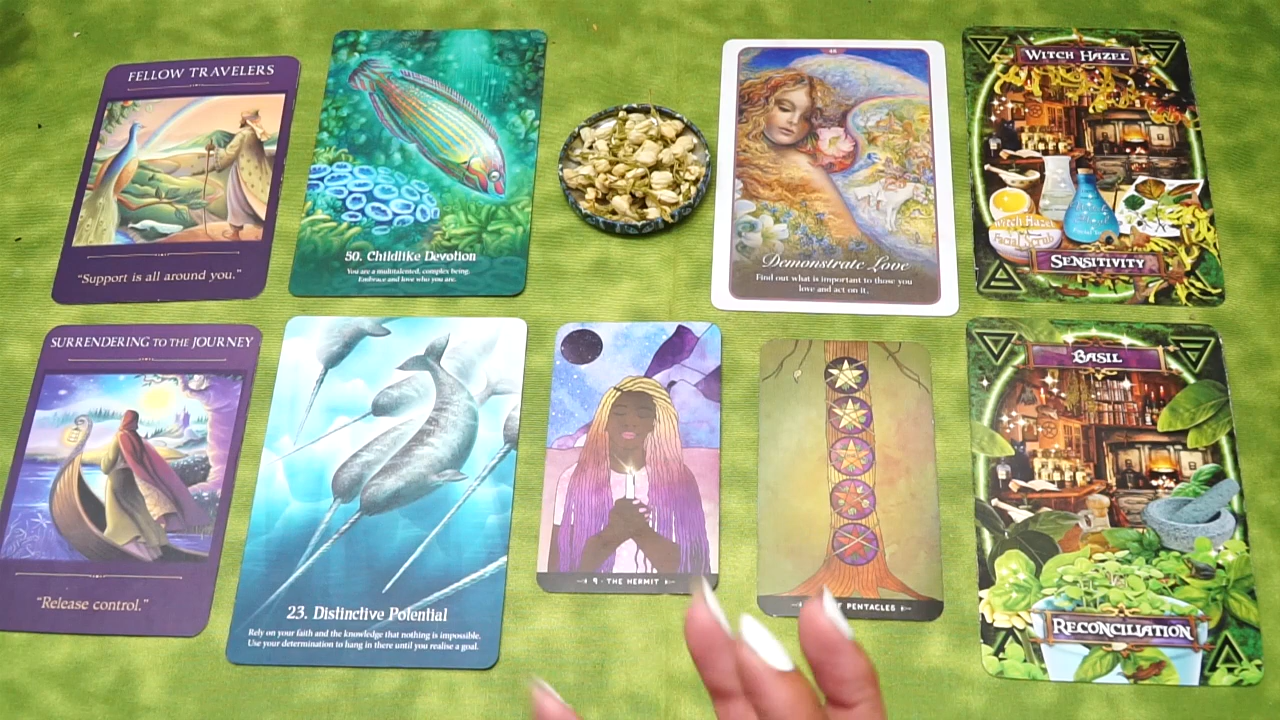 FELLOW TRAVELERS
"Support is all around you."
50. Childlike Devotion
You are a multitalented, complex being.
Embrace and love who you are.
48
Demonstrate Love
Find out what is important to those you
love and act on it.
WITCH HAZEL
Witch Hazel
Facial Scrub
SENSITIVITY
SURRENDERING TO THE JOURNEY
"Release control."
23. Distinctive Potential
Rely on your faith and the knowledge that nothing is impossible.
Use your determination to hang in there until you realise a goal.
9 · THE HERMIT
PENTACLES
BASIL
RECONCILIATION